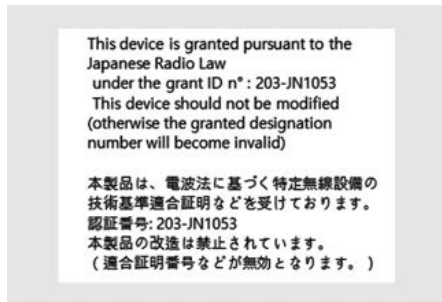 This device is granted pursuant to the
Japanese Radio Law
under the grant ID n° : 203-JN1053
This device should not be modified
(otherwise the granted designation
number will become invalid)
本製品は、電波法に基づく特定無線設備の
技術基準適合証明などを受けております。
認証番号: 203-JN1053
本製品の改造は禁止されています。
（適合証明番号などが無効となります。）